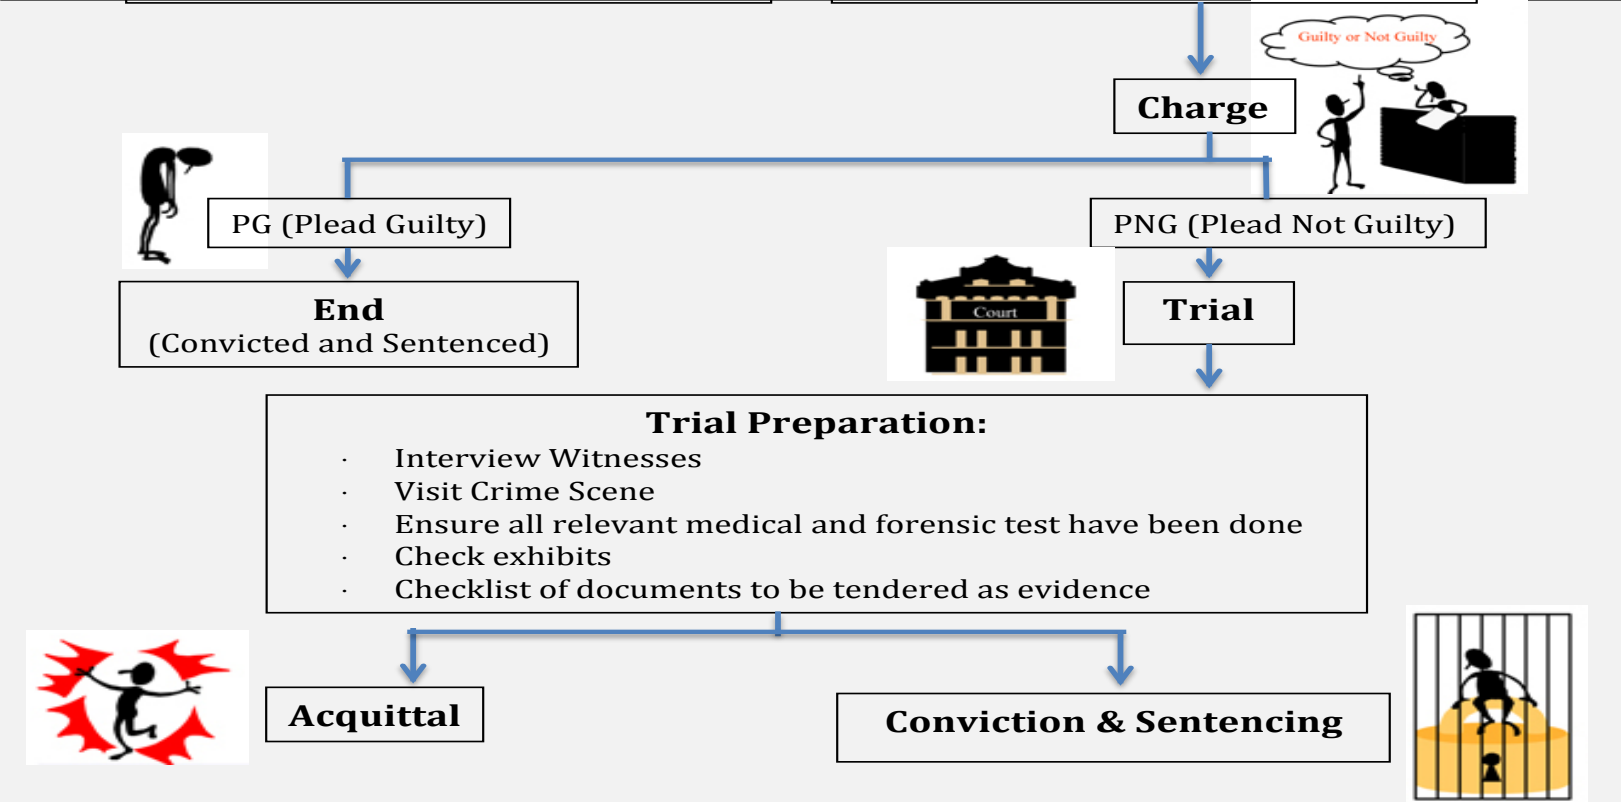 Guilty or Not Guilty
Charge
PG (Plead Guilty)
PNG (Plead Not Guilty)
End
(Convicted and Sentenced)
Court
Trial
Trial Preparation:
· Interview Witnesses
· Visit Crime Scene
· Ensure all relevant medical and forensic test have been done
· Check exhibits
· Checklist of documents to be tendered as evidence
Acquittal
Conviction & Sentencing